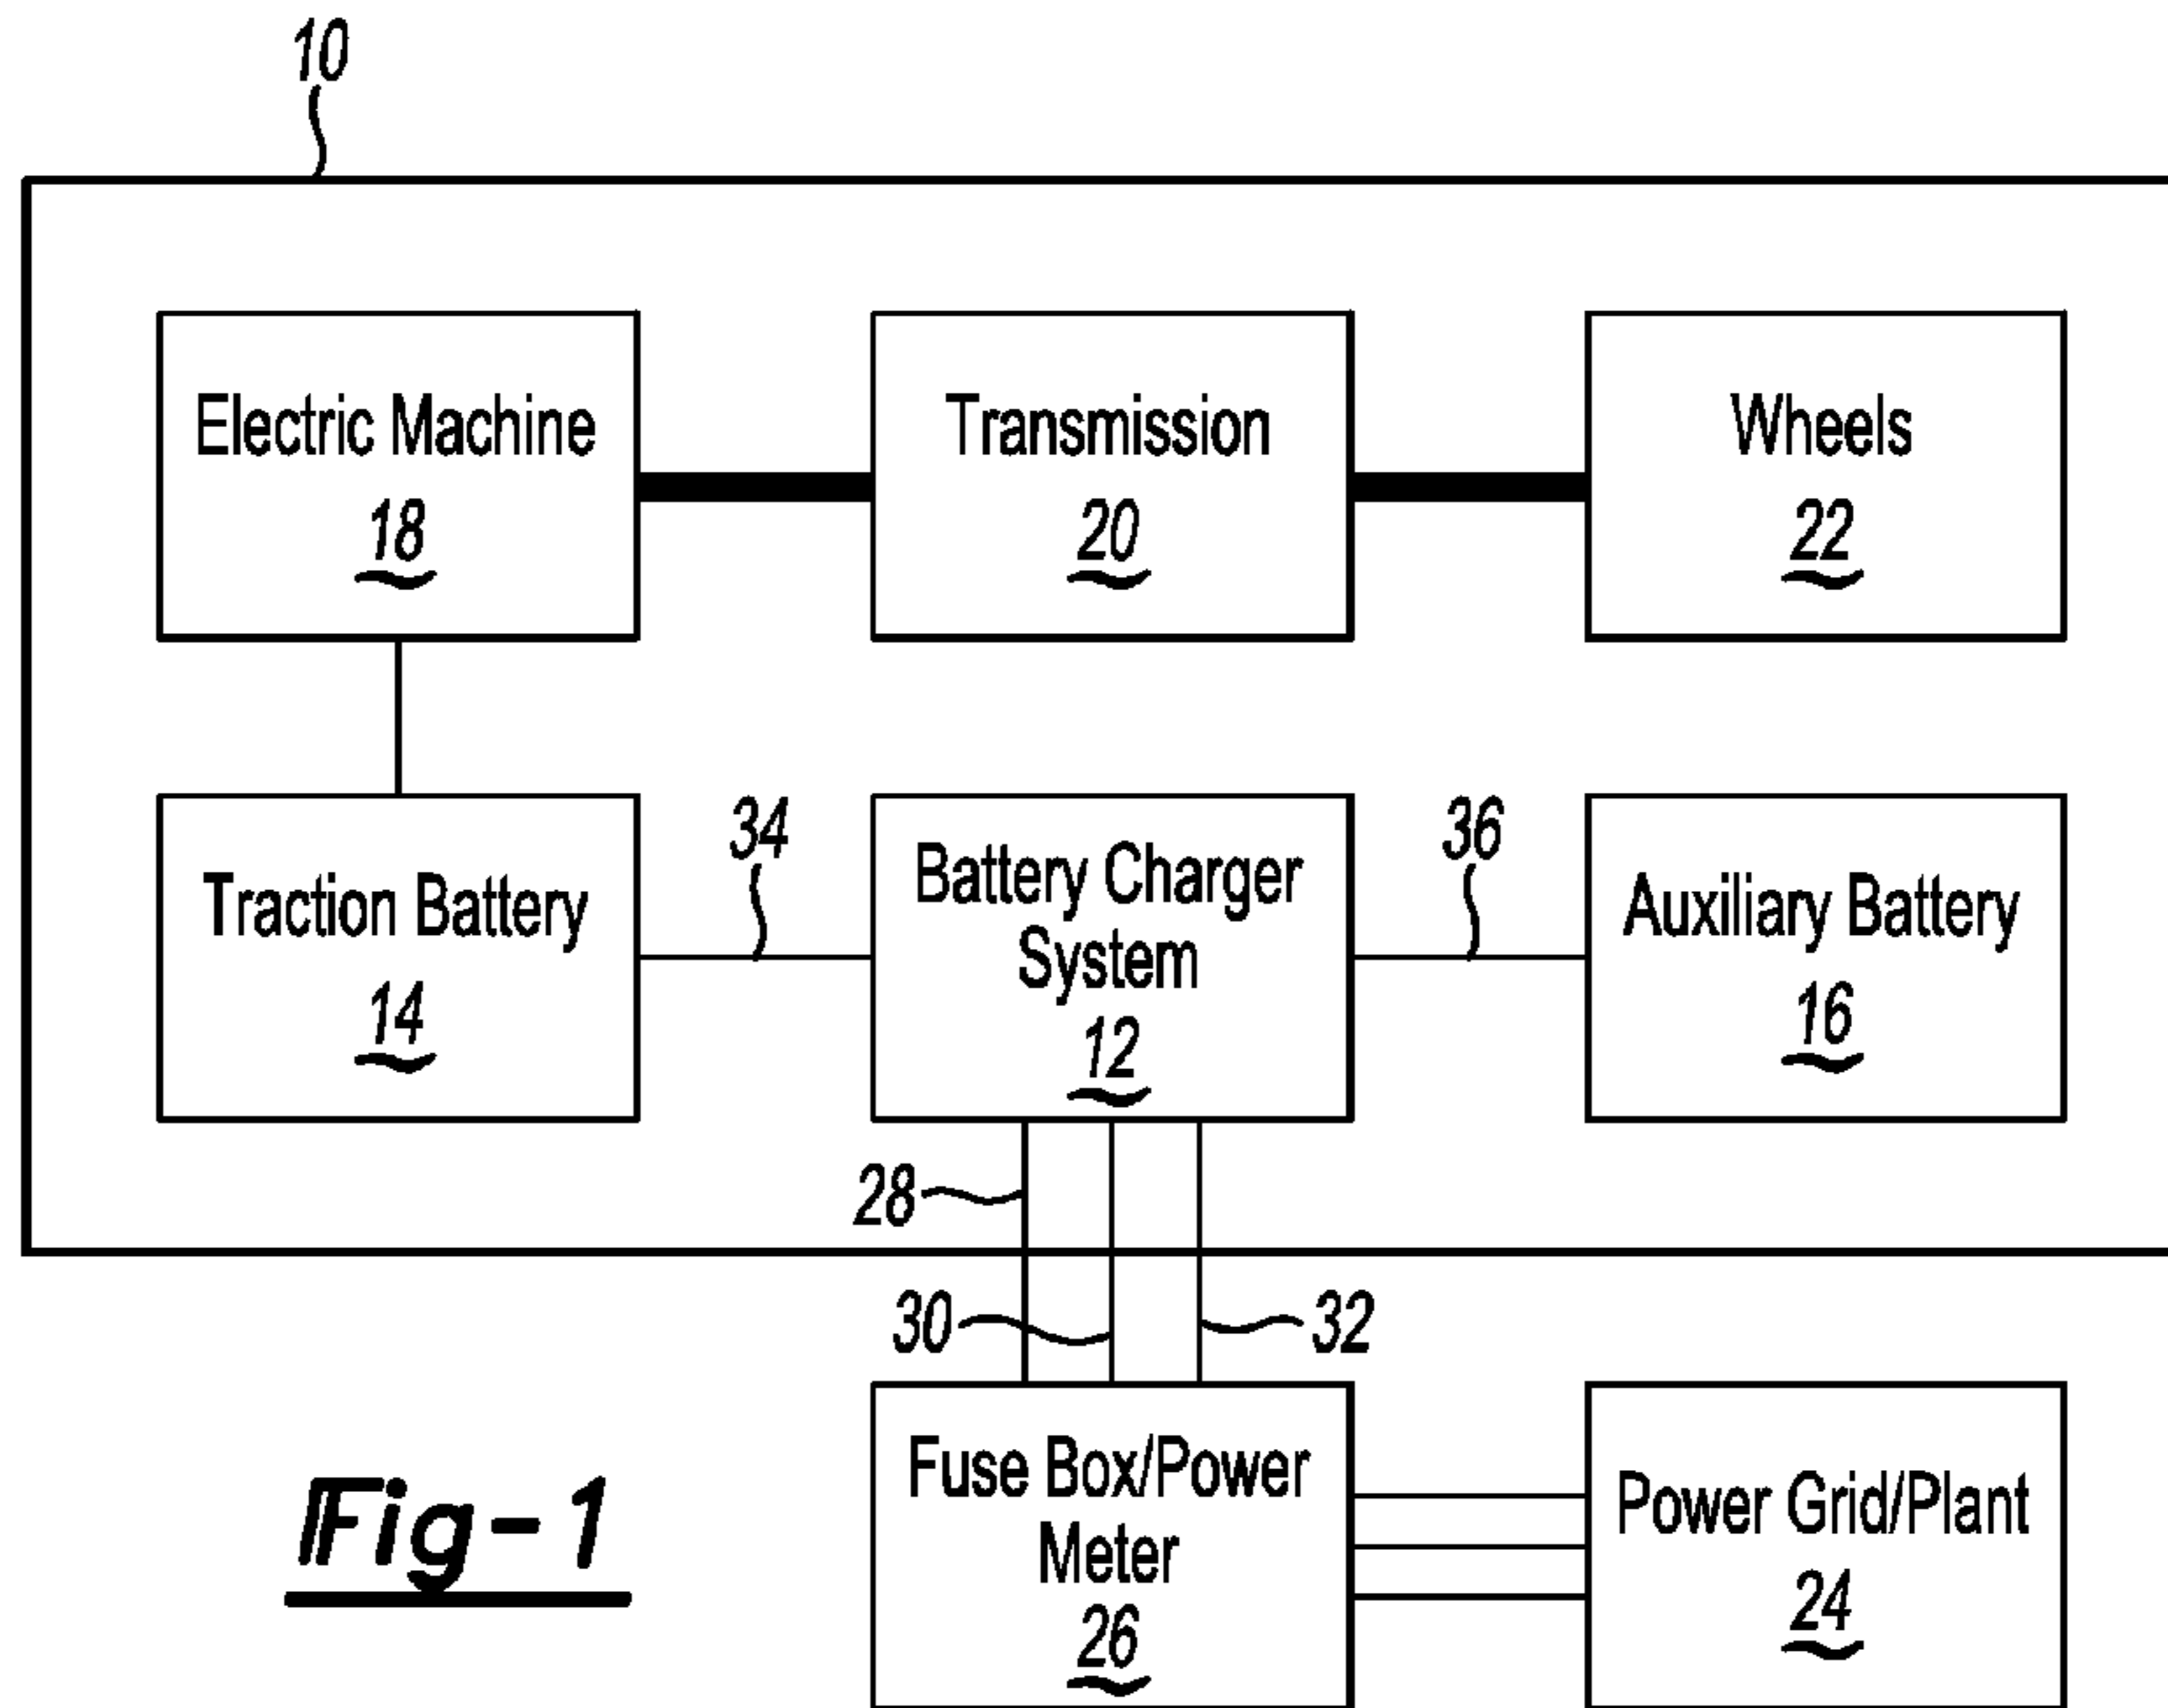 10
Electric Machine
18
Transmission
20
Wheels
22
Traction Battery
14
34
Battery Charger
System
12
36
Auxiliary Battery
16
28
30
32
Fuse Box/Power
Meter
26
Power Grid/Plant
24
Fig-1